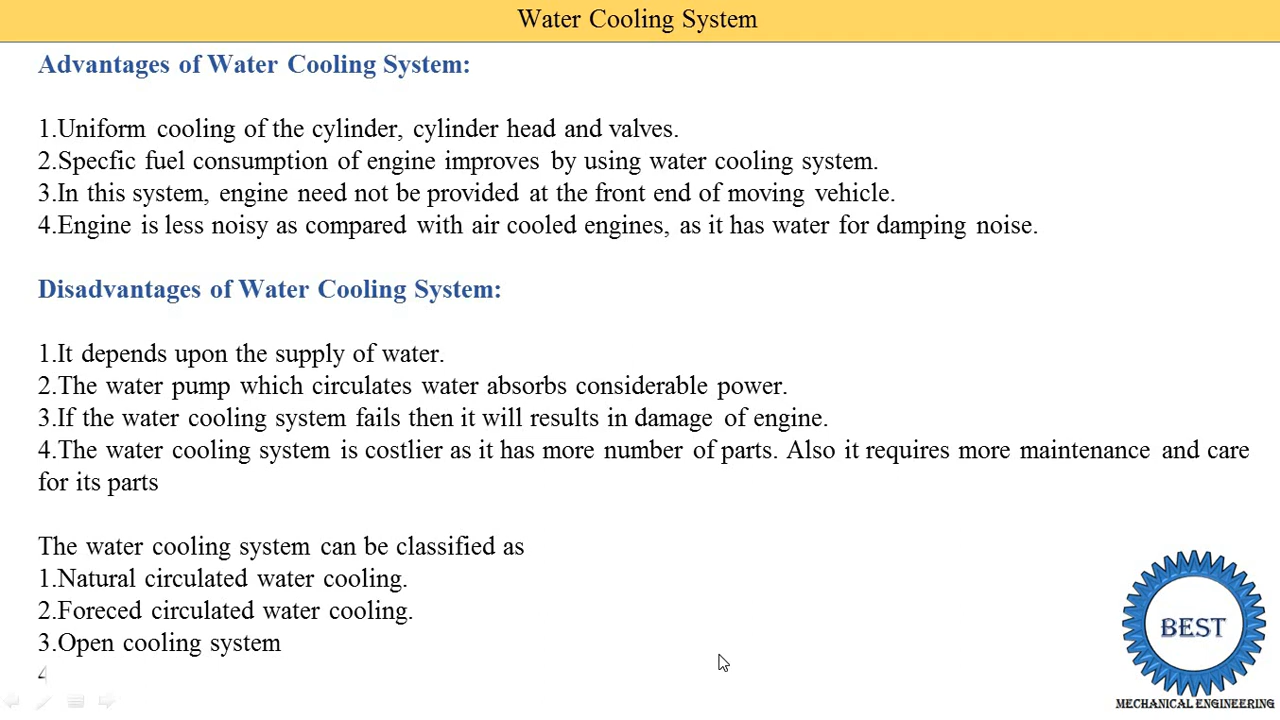 Water Cooling System
Advantages of Water Cooling System:
1.Uniform cooling of the cylinder, cylinder head and valves.
2.Specfic fuel consumption of engine improves by using water cooling system.
3.In this system, engine need not be provided at the front end of moving vehicle.
4.Engine is less noisy as compared with air cooled engines, as it has water for damping noise.
Disadvantages of Water Cooling System:
1.It depends upon the supply of water.
2.The water pump which circulates water absorbs considerable power.
3.If the water cooling system fails then it will results in damage of engine.
4.The water cooling system is costlier as it has more number of parts. Also it requires more maintenance and care
for its parts
The water cooling system can be classified as
1.Natural circulated water cooling.
2.Foreced circulated water cooling.
3.Open cooling system
4
BEST
MECHANICAL ENGINEERING